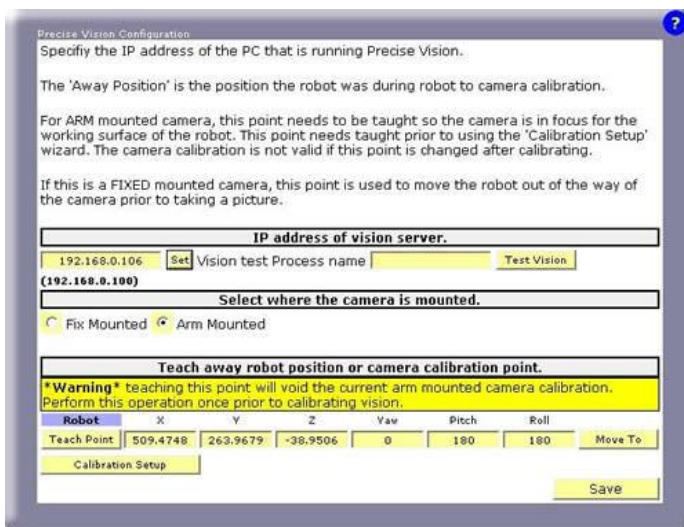 ?
Precise Vision Configuration
Specifiy the IP address of the PC that is running Precise Vision.
The 'Away Position' is the position the robot was during robot to camera calibration.
For ARM mounted camera, this point needs to be taught so the camera is in focus for the
working surface of the robot. This point needs taught prior to using the 'Calibration Setup'
wizard. The camera calibration is not valid if this point is changed after calibrating.
If this is a FIXED mounted camera, this point is used to move the robot out of the way of
the camera prior to taking a picture.
IP address of vision server.
192.168.0.106 Set Vision test Process name Test Vision
(192.168.0.100)
Select where the camera is mounted.
Fix Mounted Arm Mounted
Teach away robot position or camera calibration point.
*Warning* teaching this point will void the current arm mounted camera calibration.
Perform this operation once prior to calibrating vision.
Robot X Y Z Yaw Pitch Roll
Teach Point 509.4748 263.9679 -38.9506 0 180 180 Move To
Calibration Setup
Save